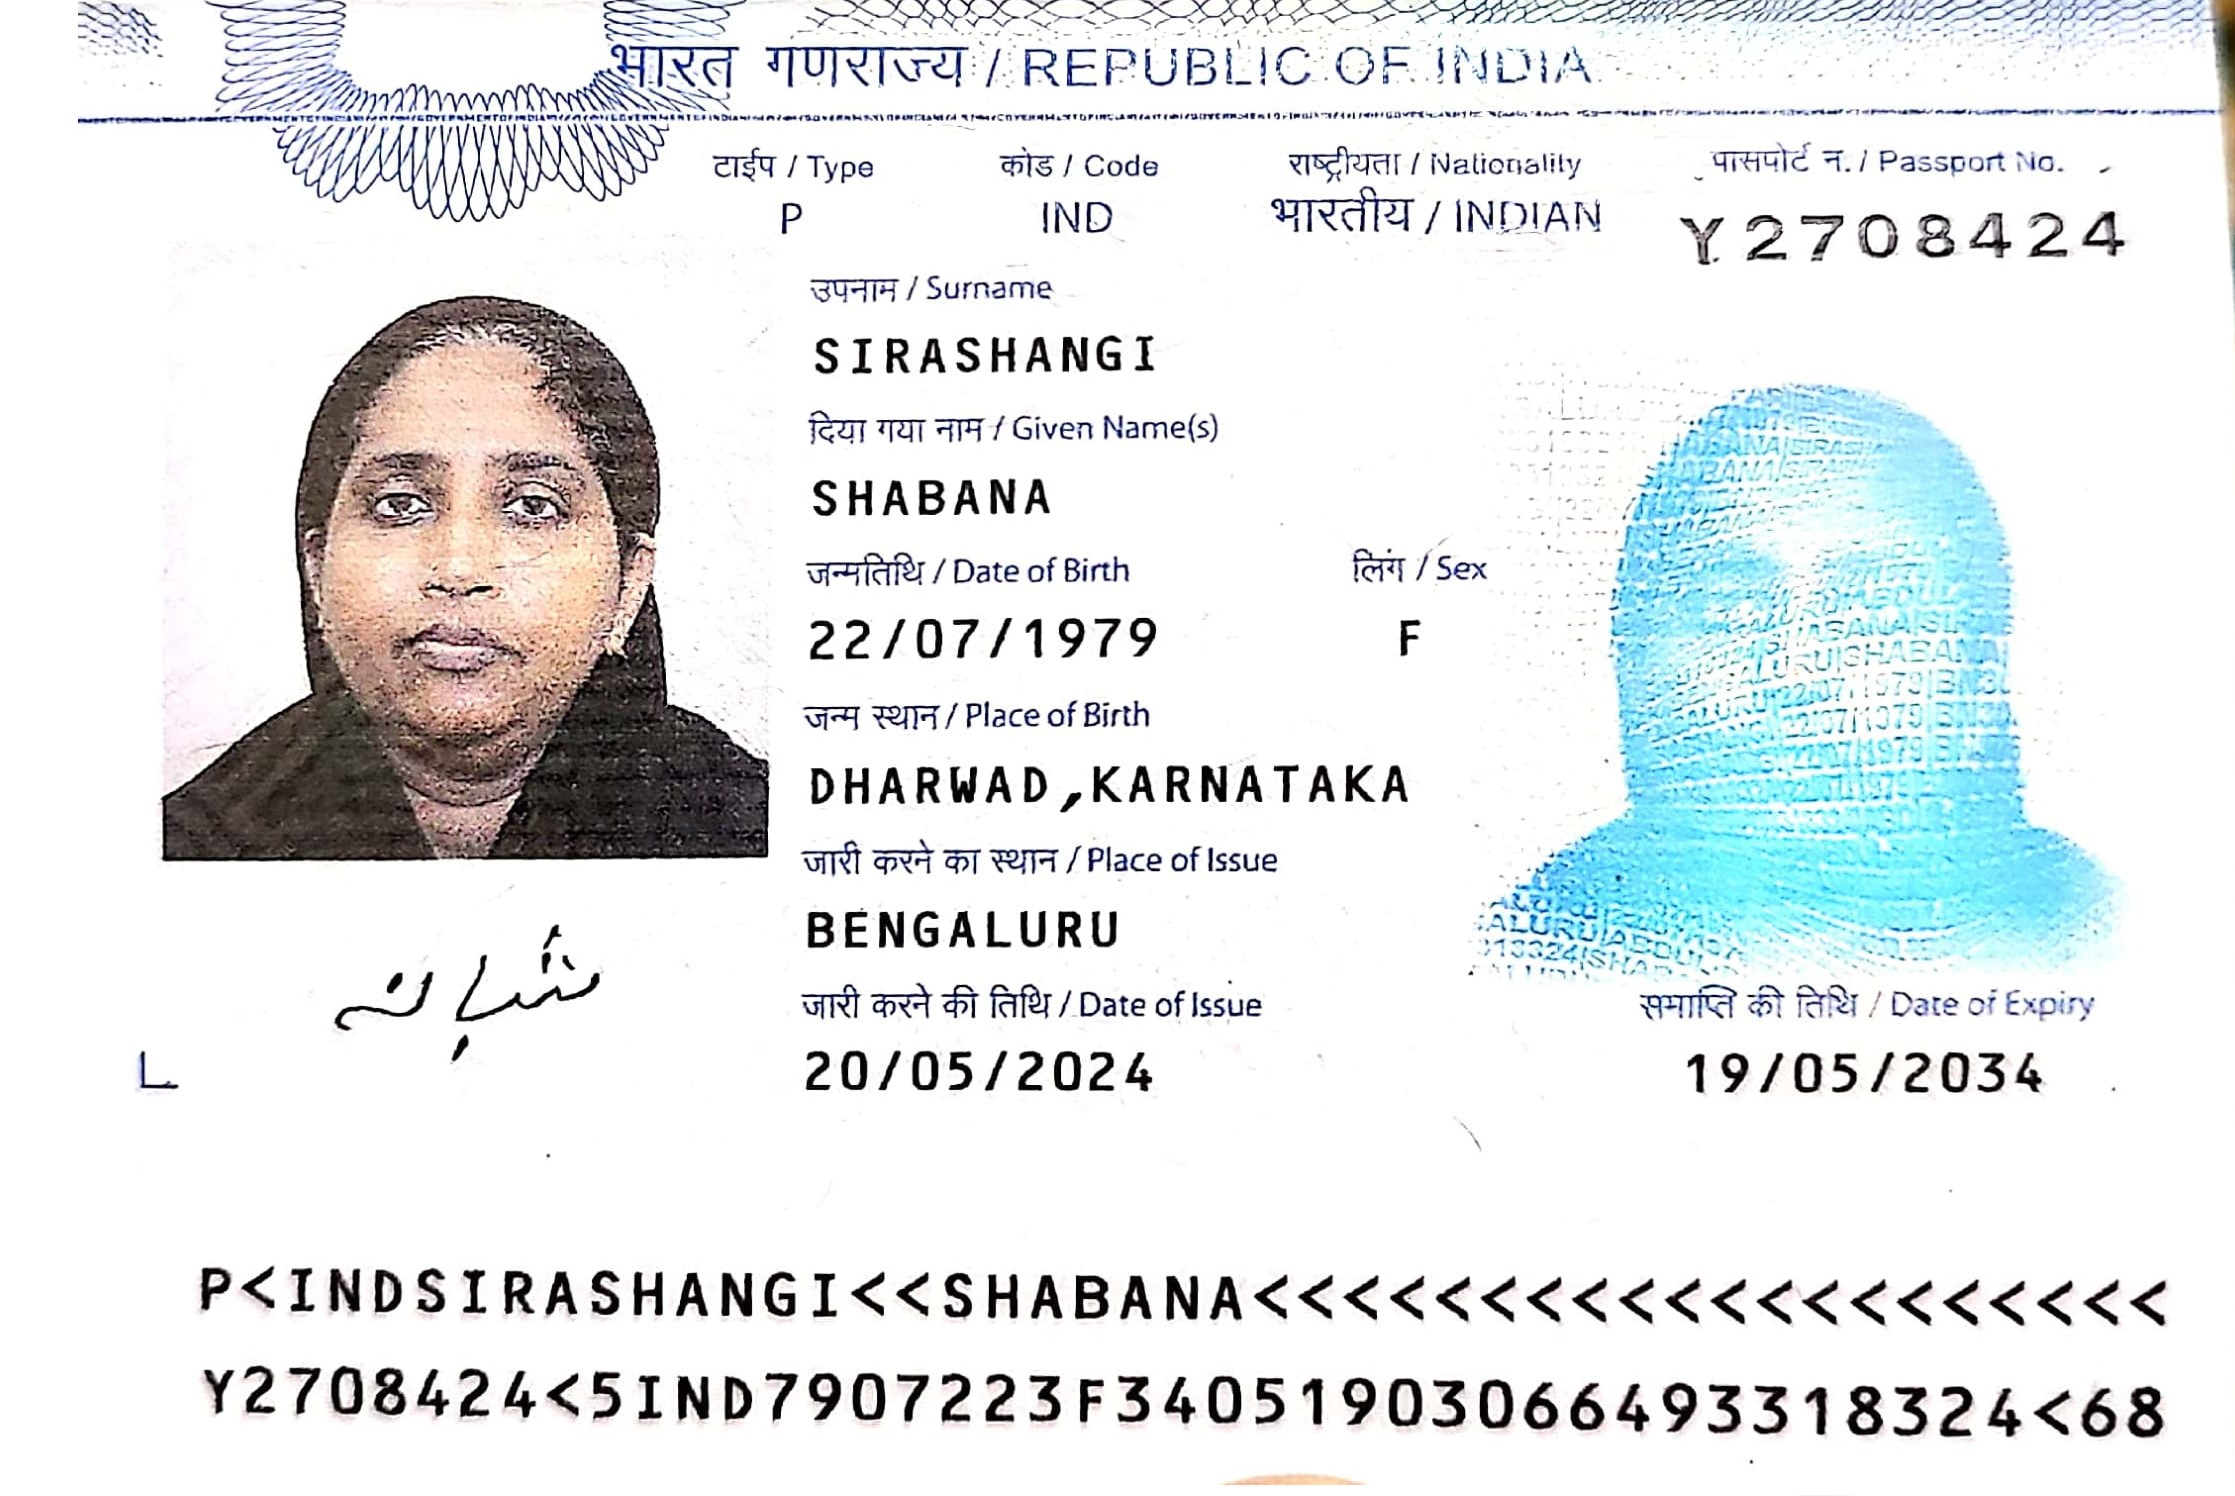 भारत गणराज्य / REPUBLIC OF INDIA
टाईप / Type
P
कोड / Code
IND
राष्ट्रीयता / Nationality
भारतीय / INDIAN
पासपोर्ट न. / Passport No.
Y2708424
उपनाम / Surname
SIRASHANGI
दिया गया नाम / Given Name(s)
SHABANA
जन्मतिथि / Date of Birth
22/07/1979
लिंग / Sex
F
जन्म स्थान / Place of Birth
DHARWAD,KARNATAKA
जारी करने का स्थान / Place of Issue
BENGALURU
شبانہ
जारी करने की तिथि / Date of Issue
20/05/2024
समाप्ति की तिथि / Date of Expiry
19/05/2034
P<INDSIRASHANGI<<SHABANA<<<<<<<<<<<<<<<<<<<<
Y2708424<5IND7907223F34051903066493318324<68